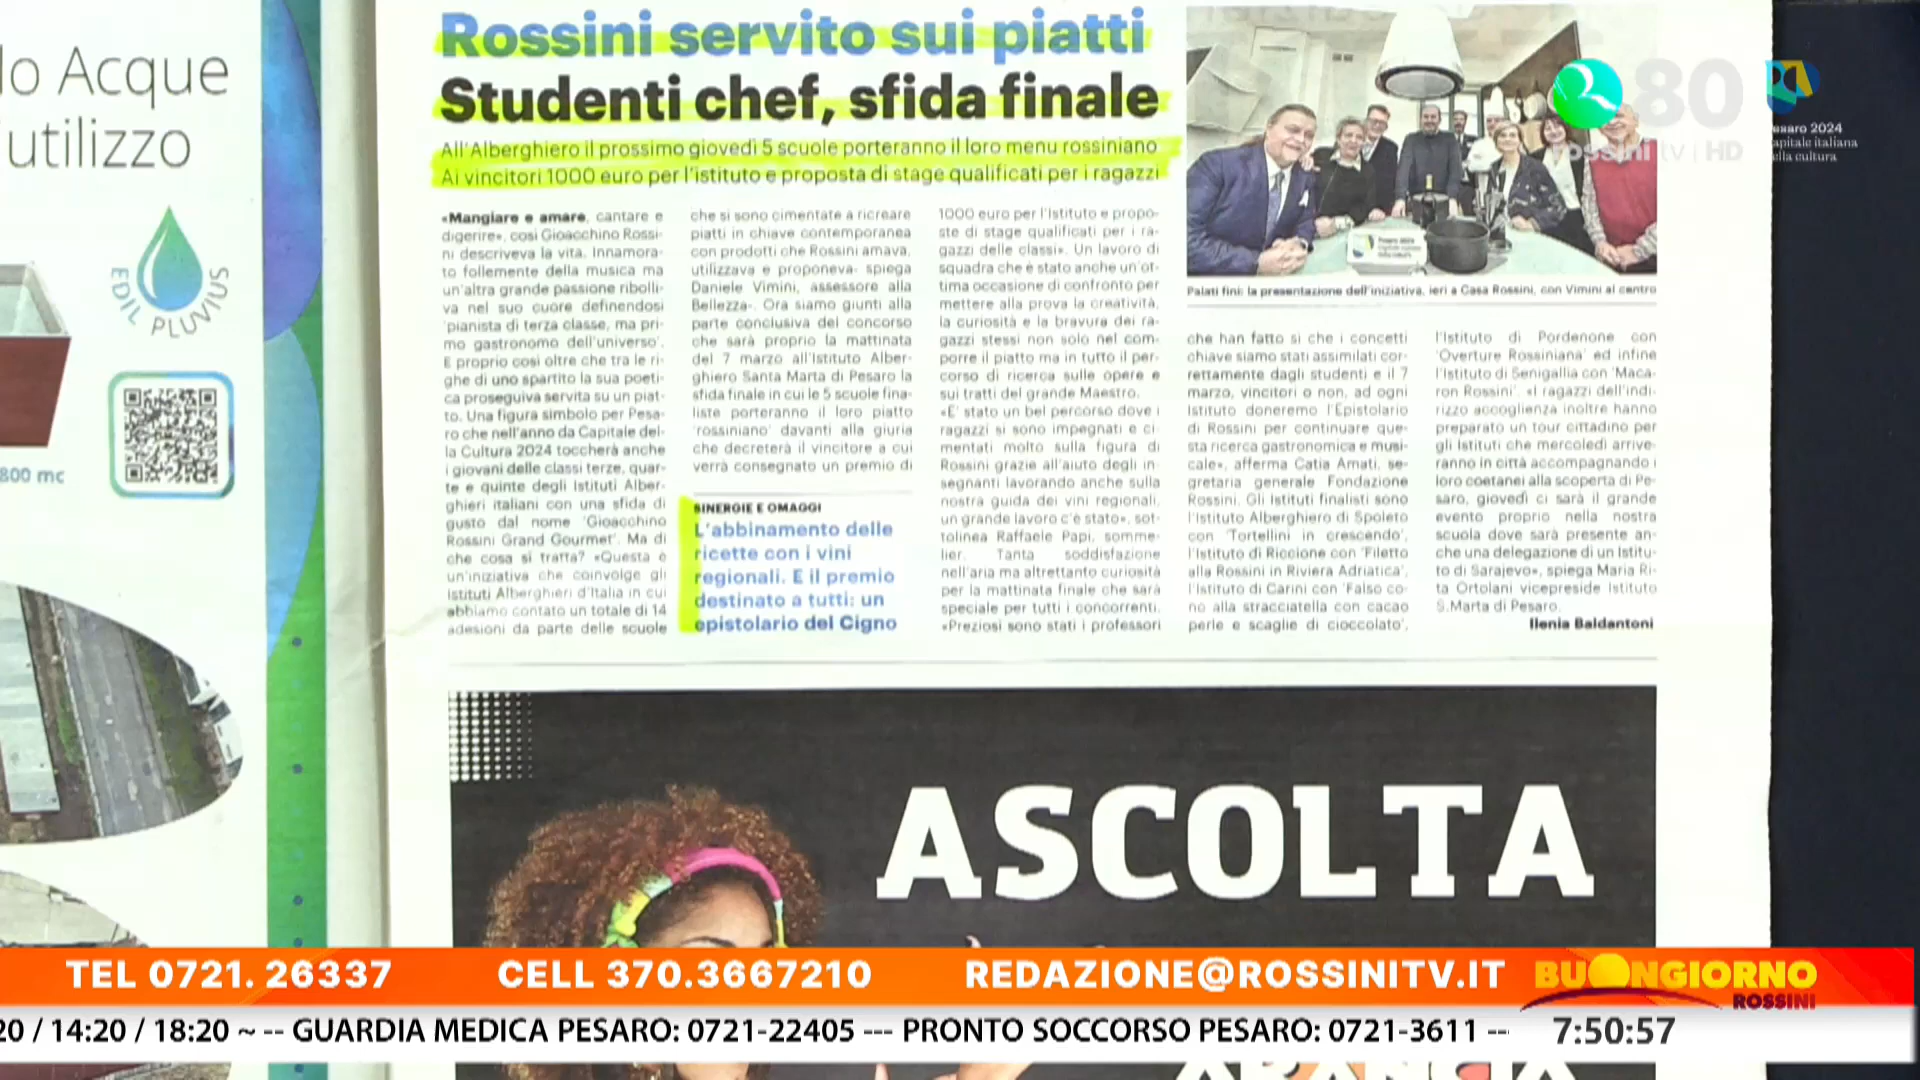 lo Acque
'utilizzo
EDIL PLUVIUS
800 mc
Rossini servito sui piatti
Studenti chef, sfida finale
All'Alberghiero il prossimo giovedì 5 scuole porteranno il loro menu rossiniano
Ai vincitori 1000 euro per l'istituto e proposta di stage qualificati per i ragazzi
«Mangiare e amare, cantare e
digerire», così Gioacchino Rossi-
ni descriveva la vita. Innamora-
to follemente della musica ma
un'altra grande passione ribolli-
va nel suo cuore definendosi
'pianista di terza classe, ma pri-
mo gastronomo dell'universo'.
E proprio così oltre che tra le ri-
ghe di uno spartito la sua poeti-
ca proseguiva servita su un piat-
to. Una figura simbolo per Pesa-
ro che nell'anno da Capitale del-
la Cultura 2024 toccherà anche
i giovani delle classi terze, quar-
te e quinte degli Istituti Alber-
ghieri italiani con una sfida di
gusto dal nome 'Gioacchino
Rossini Grand Gourmet'. Ma di
che cosa si tratta? «Questa è
un'iniziativa che coinvolge gli
Istituti Alberghieri d'Italia in cui
abbiamo contato un totale di 14
adesioni da parte delle scuole
che si sono cimentate a ricreare
piatti in chiave contemporanea
con prodotti che Rossini amava,
utilizzava e proponeva- spiega
Daniele Vimini, assessore alla
Bellezza-. Ora siamo giunti alla
parte conclusiva del concorso
che sarà proprio la mattinata
del 7 marzo all'Istituto Alber-
ghiero Santa Marta di Pesaro la
sfida finale in cui le 5 scuole fina-
liste porteranno il loro piatto
'rossiniano' davanti alla giuria
che decreterà il vincitore a cui
verrà consegnato un premio di
SINERGIE E OMAGGI
L'abbinamento delle
ricette con i vini
regionali. E il premio
destinato a tutti: un
epistolario del Cigno
1000 euro per l'Istituto e propo-
ste di stage qualificati per i ra-
gazzi delle classi». Un lavoro di
squadra che è stato anche un'ot-
tima occasione di confronto per
mettere alla prova la creatività,
la curiosità e la bravura dei ra-
gazzi stessi non solo nel com-
porre il piatto ma in tutto il per-
corso di ricerca sulle opere e
sui tratti del grande Maestro.
«E' stato un bel percorso dove i
ragazzi si sono impegnati e ci-
mentati molto sulla figura di
Rossini grazie all'aiuto degli in-
segnanti lavorando anche sulla
nostra guida dei vini regionali,
un grande lavoro c'è stato», sot-
tolinea Raffaele Papi, somme-
lier. Tanta soddisfazione
nell'aria ma altrettanto curiosità
per la mattinata finale che sarà
speciale per tutti i concorrenti.
«Preziosi sono stati i professori
Palati fini: la presentazione dell'iniziativa, ieri a Casa Rossini, con Vimini al centro
che han fatto sì che i concetti
chiave siamo stati assimilati cor-
rettamente dagli studenti e il 7
marzo, vincitori o non, ad ogni
Istituto doneremo l'Epistolario
di Rossini per continuare que-
sta ricerca gastronomica e musi-
cale», afferma Catia Amati, se-
gretaria generale Fondazione
Rossini. Gli Istituti finalisti sono
l'Istituto Alberghiero di Spoleto
con 'Tortellini in crescendo',
l'Istituto di Riccione con 'Filetto
alla Rossini in Riviera Adriatica',
l'Istituto di Carini con 'Falso co-
no alla stracciatella con cacao
perle e scaglie di cioccolato',
l'Istituto di Pordenone con
'Overture Rossiniana' ed infine
l'Istituto di Senigallia con 'Maca-
ron Rossini'. «I ragazzi dell'indi-
rizzo accoglienza inoltre hanno
preparato un tour cittadino per
gli Istituti che mercoledì arrive-
ranno in città accompagnando i
loro coetanei alla scoperta di Pe-
saro, giovedì ci sarà il grande
evento proprio nella nostra
scuola dove sarà presente an-
che una delegazione di un Istitu-
to di Sarajevo», spiega Maria Ri-
ta Ortolani vicepreside Istituto
S.Marta di Pesaro.
Ilenia Baldantoni
80
rossini tv | HD
esaro 2024
apitale italiana
ella cultura
ASCOLTA
TEL 0721. 26337 CELL 370.3667210 REDAZIONE@ROSSINITV.IT
BUONGIORNO
ROSSINI
20 / 14:20 / 18:20 ~ -- GUARDIA MEDICA PESARO: 0721-22405 --- PRONTO SOCCORSO PESARO: 0721-3611 --
7:50:57